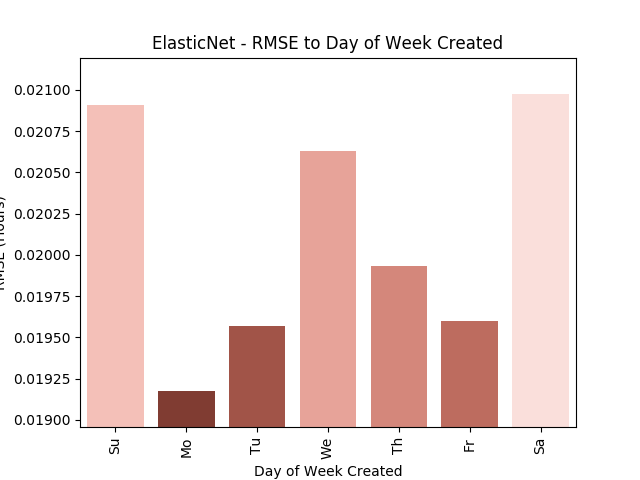 ElasticNet - RMSE to Day of Week Created
0.02100
0.02075
0.02050
0.02025
0.02000
0.01975
0.01950
0.01925
0.01900
RMSE (Hours)
Su
Mo
Tu
We
Th
Fr
Sa
Day of Week Created